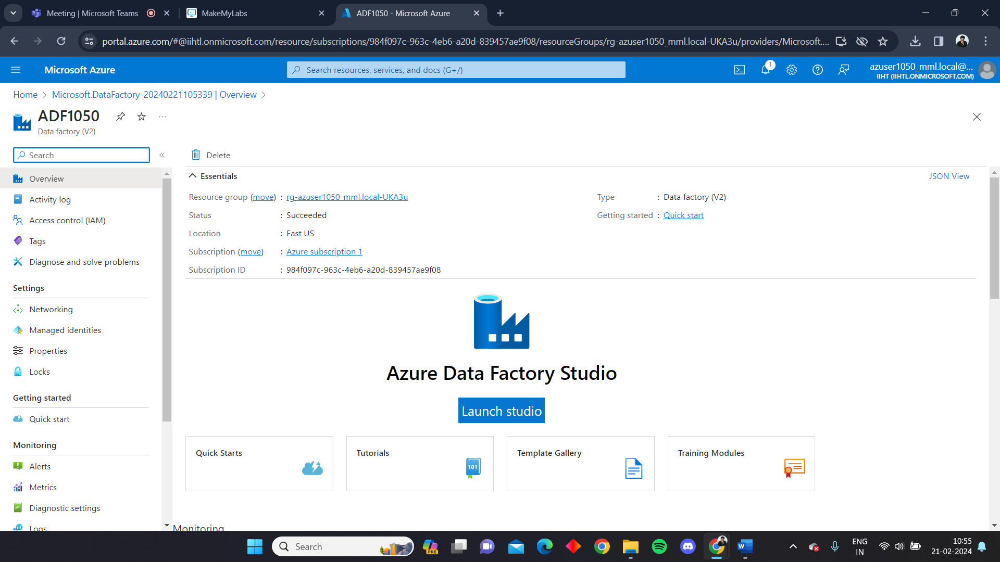 Meeting | Microsoft Teams
MakeMyLabs
ADF1050 - Microsoft Azure
portal.azure.com/#@iihtl.onmicrosoft.com/resource/subscriptions/984f097c-963c-4eb6-a20d-839457ae9f08/resourceGroups/rg-azuser1050_mml.local-UKA3u/providers/Microsoft....
Microsoft Azure
Search resources, services, and docs (G+/)
1
azuser1050_mml.local@...
IIHT (IIHTL.ONMICROSOFT.COM)
Home > Microsoft.DataFactory-20240221105339 | Overview >
ADF1050
Data factory (V2)
Search
Overview
Activity log
Access control (IAM)
Tags
Diagnose and solve problems
Settings
Networking
Managed identities
Properties
Locks
Getting started
Quick start
Monitoring
Alerts
Metrics
Diagnostic settings
Logs
Delete
Essentials
JSON View
Resource group (move) : rg-azuser1050_mml.local-UKA3u
Status : Succeeded
Location : East US
Subscription (move) : Azure subscription 1
Subscription ID : 984f097c-963c-4eb6-a20d-839457ae9f08
Type : Data factory (V2)
Getting started : Quick start
Azure Data Factory Studio
Launch studio
Quick Starts
Tutorials
101
Template Gallery
Training Modules
Monitoring
Search
PRE
W
ENG
IN
10:55
21-02-2024